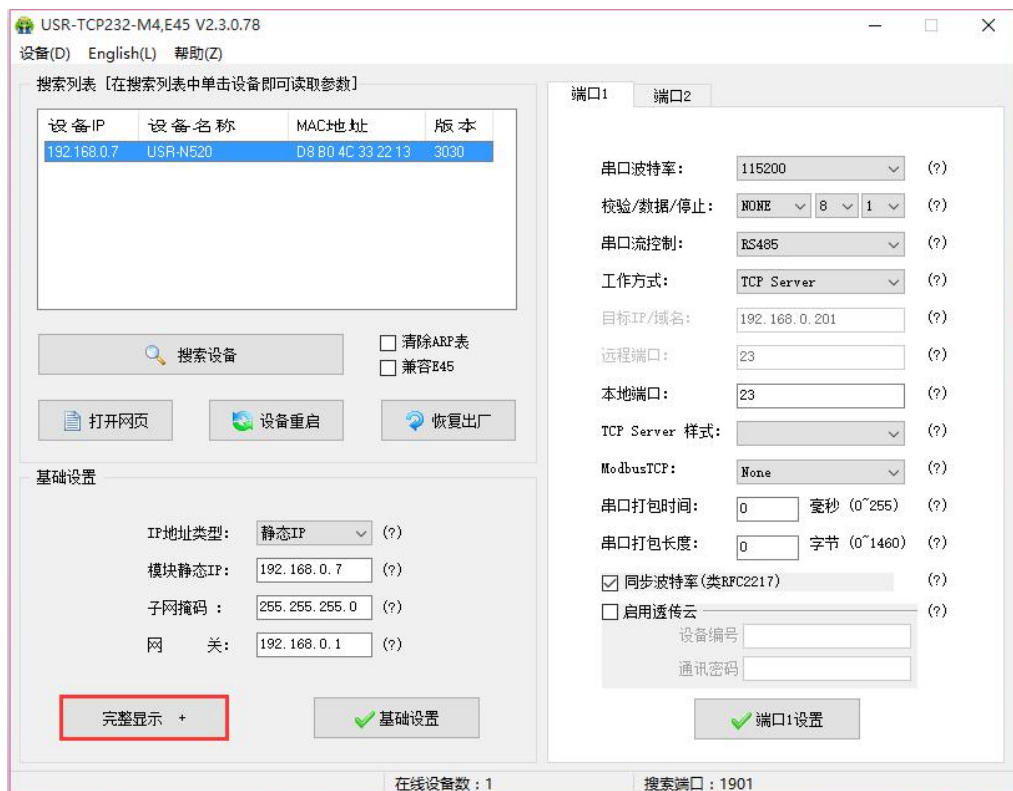 USR-TCP232-M4,E45 V2.3.0.78
设备(D) English(L) 帮助(Z)
搜索列表 [在搜索列表中单击设备即可读取参数]
设备IP 设备名称 MAC地址 版本
192.168.0.7 USR-N520 D8 B0 4C 33 22 13 3030
搜索设备
清除ARP表
兼容E45
打开网页 设备重启 恢复出厂
基础设置
IP地址类型: 静态IP (?)
模块静态IP: 192.168.0.7 (?)
子网掩码 : 255.255.255.0 (?)
网 关: 192.168.0.1 (?)
完整显示 + 基础设置
端口1 端口2
串口波特率: 115200 (?)
校验/数据/停止: NONE 8 1 (?)
串口流控制: RS485 (?)
工作方式: TCP Server (?)
目标IP/域名: 192.168.0.201 (?)
远程端口: 23 (?)
本地端口: 23 (?)
TCP Server 样式: (?)
ModbusTCP: None (?)
串口打包时间: 0 毫秒 (0~255) (?)
串口打包长度: 0 字节 (0~1460) (?)
同步波特率(类RFC2217) (?)
启用透传云 (?)
设备编号
通讯密码
端口1设置
在线设备数:1 搜索端口:1901